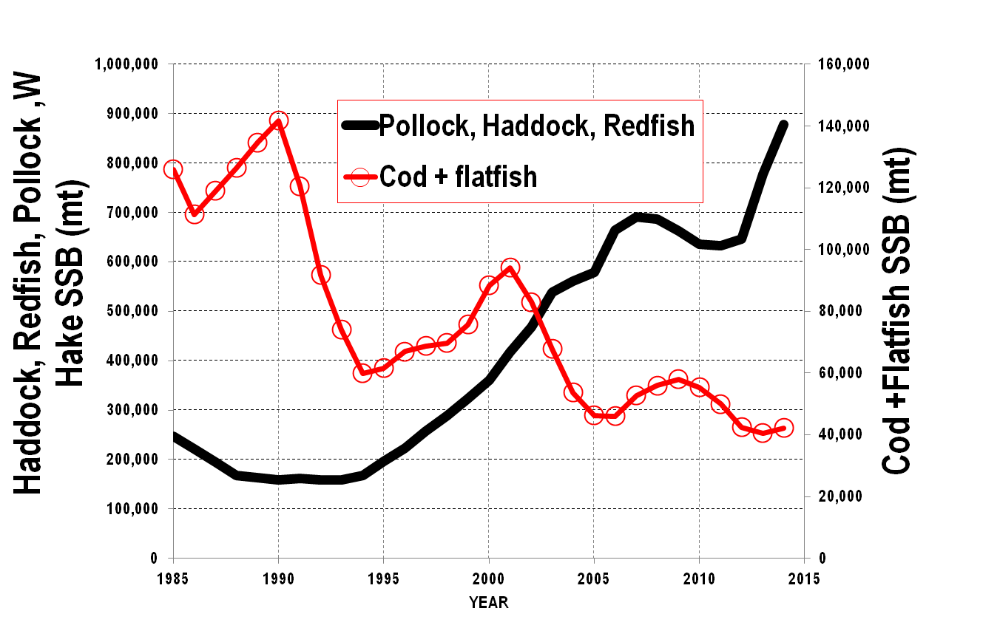 Haddock, Redfish, Pollock ,W
Hake SSB (mt)
1,000,000
900,000
800,000
700,000
600,000
500,000
400,000
300,000
200,000
100,000
0
Pollock, Haddock, Redfish
Cod + flatfish
160,000
140,000
120,000
100,000
80,000
60,000
40,000
20,000
0
Cod +Flatfish SSB (mt)
1985 1990 1995 2000 2005 2010 2015
YEAR